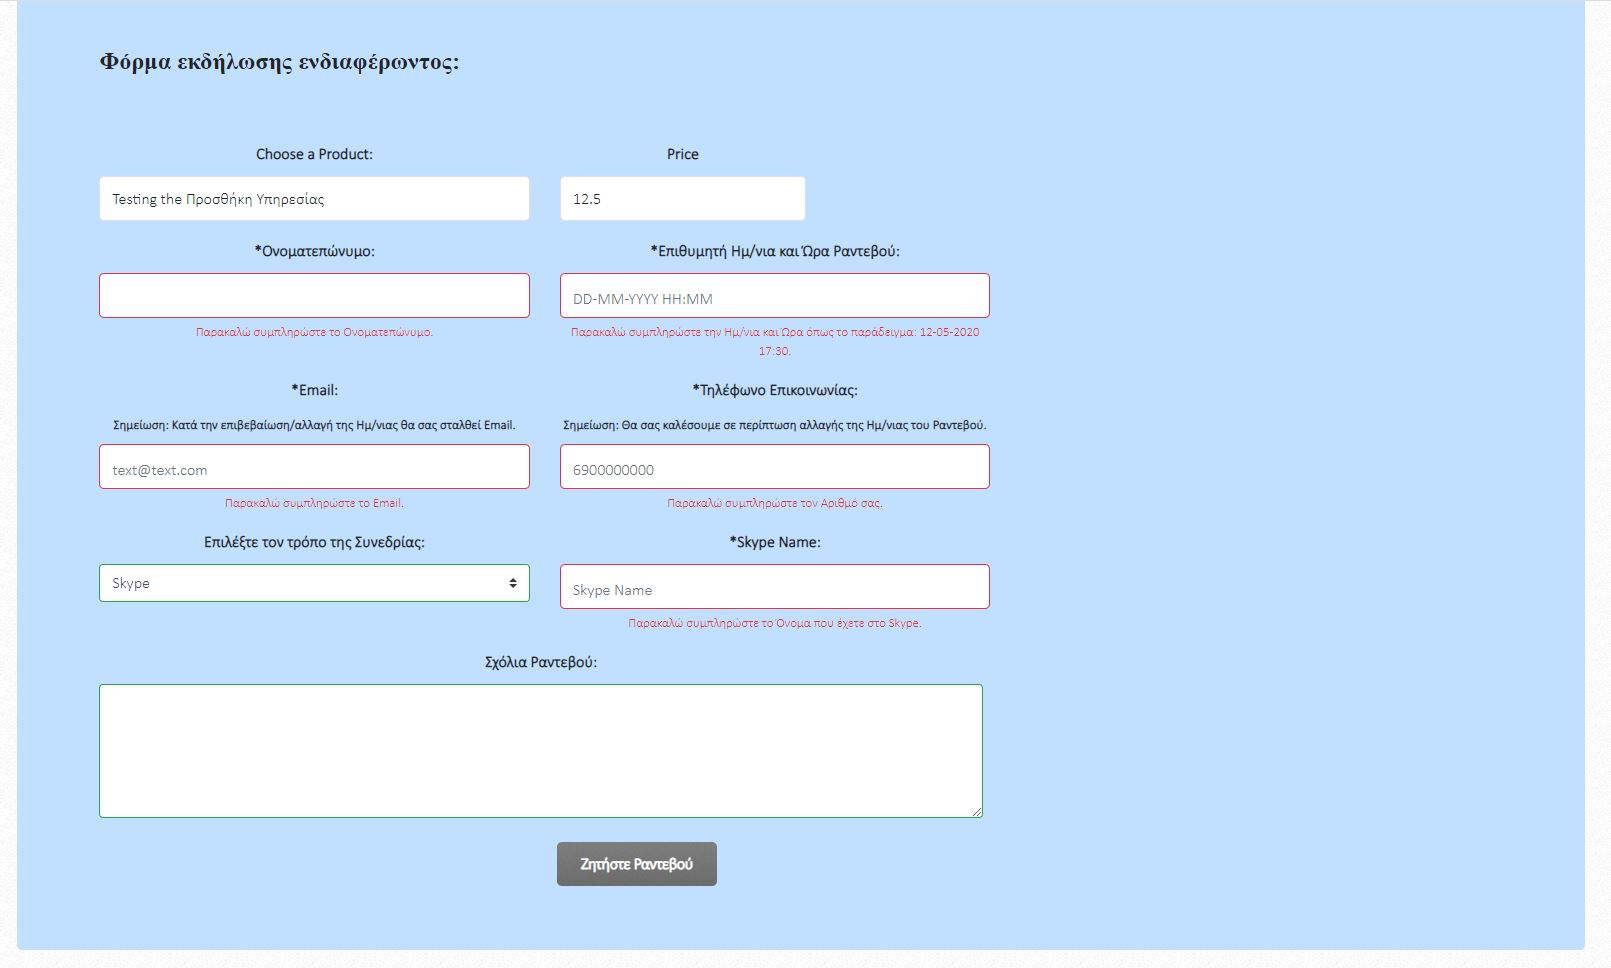 Φόρμα εκδήλωσης ενδιαφέρωντος:
Choose a Product:
Price
Testing the Προσθήκη Υπηρεσίας
12.5
*Ονοματεπώνυμο:
*Επιθυμητή Ημ/νια και Ώρα Ραντεβού:
DD-MM-YYYY HH:MM
Παρακαλώ συμπληρώστε το Ονοματεπώνυμο.
Παρακαλώ συμπληρώστε την Ημ/νια και Ώρα όπως το παράδειγμα: 12-05-2020
17:30.
*Email:
*Τηλέφωνο Επικοινωνίας:
Σημείωση: Κατά την επιβεβαίωση/αλλαγή της Ημ/νιας θα σας σταλθεί Email.
Σημείωση: Θα σας καλέσουμε σε περίπτωση αλλαγής της Ημ/νιας του Ραντεβού.
text@text.com
6900000000
Παρακαλώ συμπληρώστε το Email.
Παρακαλώ συμπληρώστε τον Αριθμό σας.
Επιλέξτε τον τρόπο της Συνεδρίας:
*Skype Name:
Skype
Skype Name
Παρακαλώ συμπληρώστε το Όνομα που έχετε στο Skype.
Σχόλια Ραντεβού:
Ζητήστε Ραντεβού